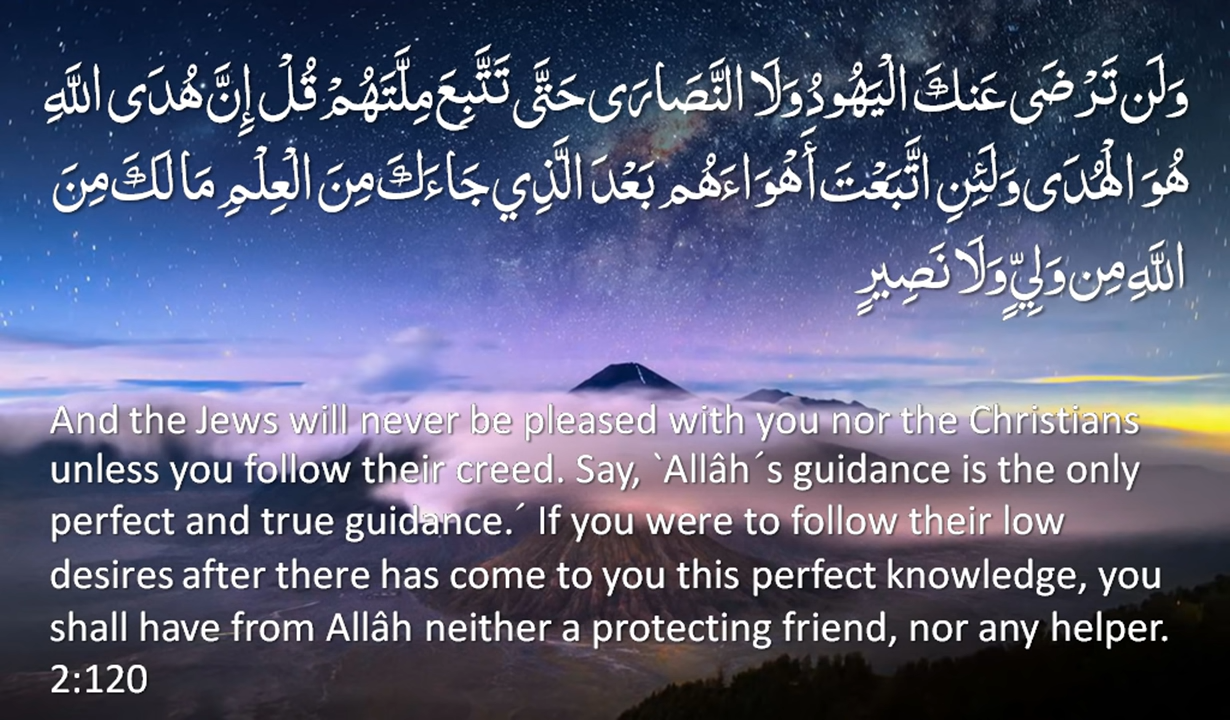 وَلَن تَرْضَى عَنكَ الْيَهُودُ وَلَا النَّصَارَى حَتَّى تَتَّبِعَ مِلَّتَهُمْ قُلْ إِنَّ هُدَى اللَّهِ
هُوَ الْهُدَى وَلَئِنِ اتَّبَعْتَ أَهْوَاءَهُم بَعْدَ الَّذِي جَاءَكَ مِنَ الْعِلْمِ مَا لَكَ مِنَ
اللَّهِ مِن وَلِيٍّ وَلَا نَصِيرٍ
And the Jews will never be pleased with you nor the Christians
unless you follow their creed. Say, `Allâh´s guidance is the only
perfect and true guidance.´ If you were to follow their low
desires after there has come to you this perfect knowledge, you
shall have from Allâh neither a protecting friend, nor any helper.
2:120